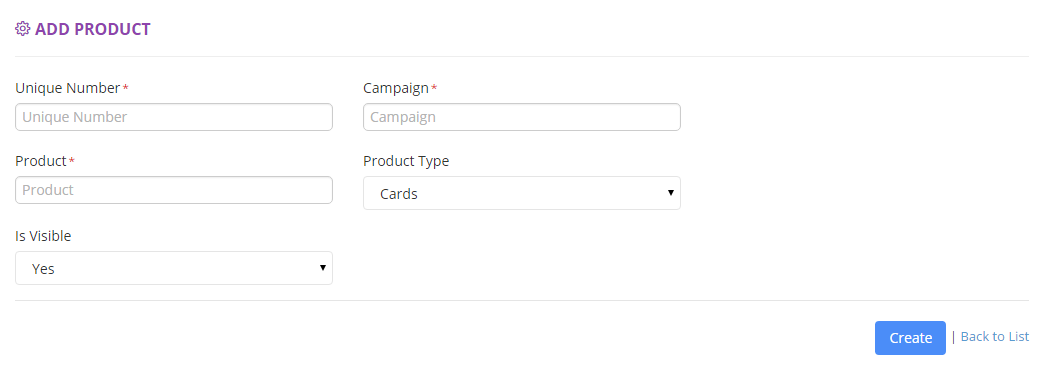 ADD PRODUCT
Unique Number* Campaign*
Unique Number Campaign
Product* Product Type
Product Cards
Is Visible
Yes
Create | Back to List